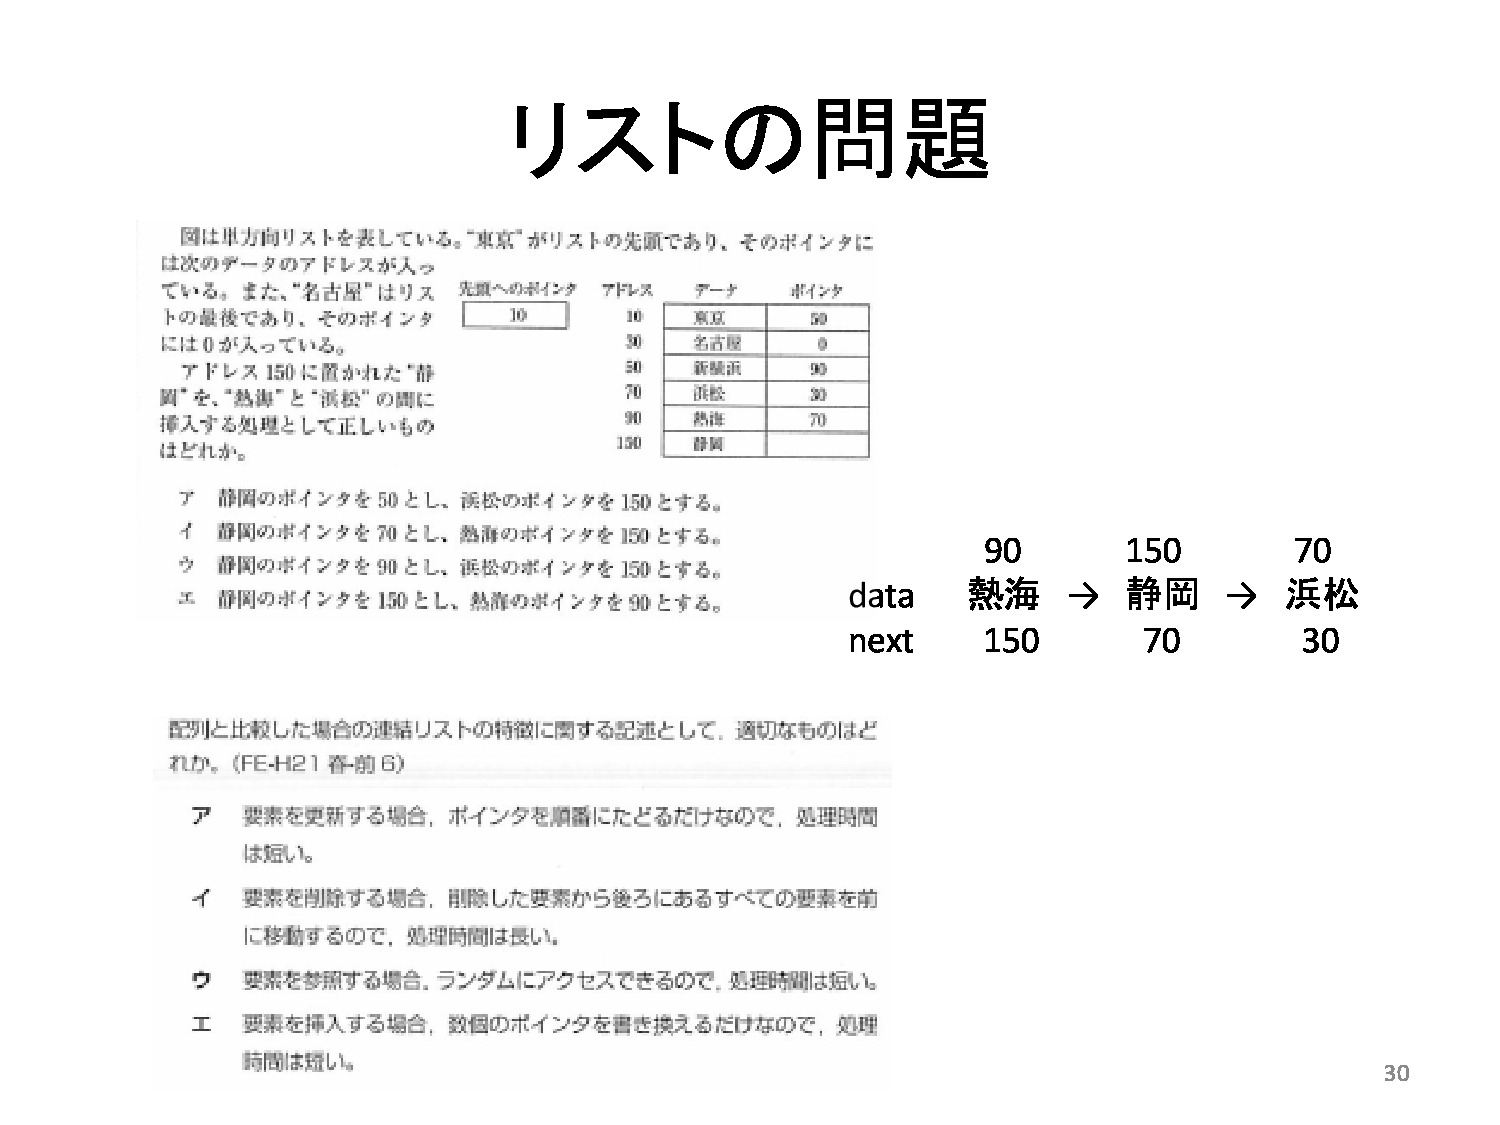 リストの問題
図は単方向リストを表している。“東京”がリストの先頭であり、そのポインタに
は次のデータのアドレスが入っ
ている。また、“名古屋”はリス
トの最後であり、そのポインタ
には0が入っている。
アドレス150に置かれた“静
岡”を、“熱海”と“浜松”の間に
挿入する処理として正しいもの
はどれか。
先頭へのポインタ アドレス データ ポインタ
10 10 東京 50
30 名古屋 0
50 新横浜 90
70 浜松 30
90 熱海 70
150 静岡
ア 静岡のポインタを50とし、浜松のポインタを150とする。
イ 静岡のポインタを70とし、熱海のポインタを150とする。
ウ 静岡のポインタを90とし、浜松のポインタを150とする。
エ 静岡のポインタを150とし、熱海のポインタを90とする。
90 150 70
data 熱海 → 静岡 → 浜松
next 150 70 30
配列と比較した場合の連結リストの特徴に関する記述として，適切なものはど
れか。（FE-H21 春-前6）
ア 要素を更新する場合，ポインタを順番にたどるだけなので，処理時間
は短い。
イ 要素を削除する場合，削除した要素から後ろにあるすべての要素を前
に移動するので，処理時間は長い。
ウ 要素を参照する場合，ランダムにアクセスできるので，処理時間は短い。
エ 要素を挿入する場合，数個のポインタを書き換えるだけなので，処理
時間は短い。
30